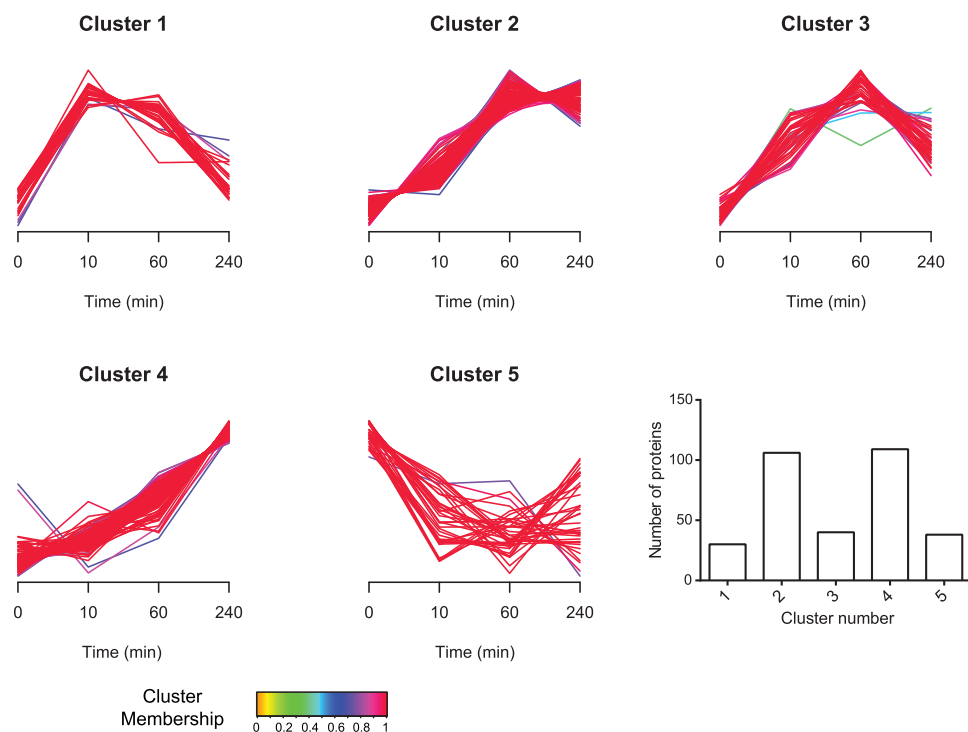 Cluster 1
Cluster 2
Cluster 3
0 10 60 240
0 10 60 240
0 10 60 240
Time (min)
Time (min)
Time (min)
Cluster 4
Cluster 5
0 10 60 240
0 10 60 240
Time (min)
Time (min)
Number of proteins
150
100
50
0
1 2 3 4 5
Cluster number
Cluster
Membership
0 0.2 0.4 0.6 0.8 1